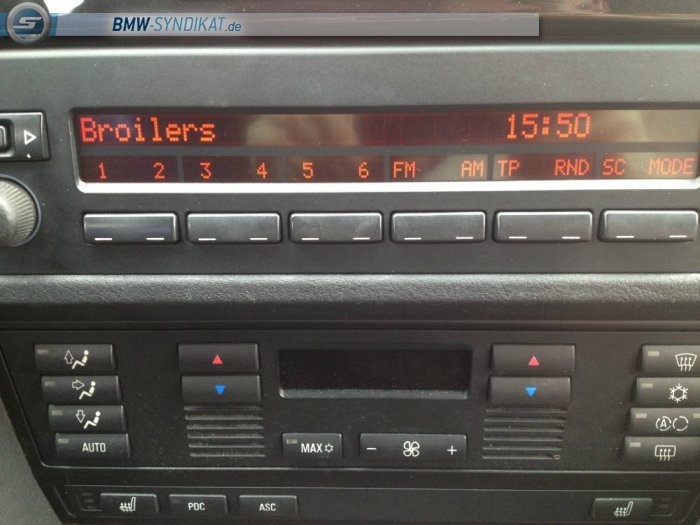 BMW-SYNDIKAT.de
Broilers 15:50
1 2 3 4 5 6 FM AM TP RND SC MODE
AUTO MAX - +
A
PDC ASC